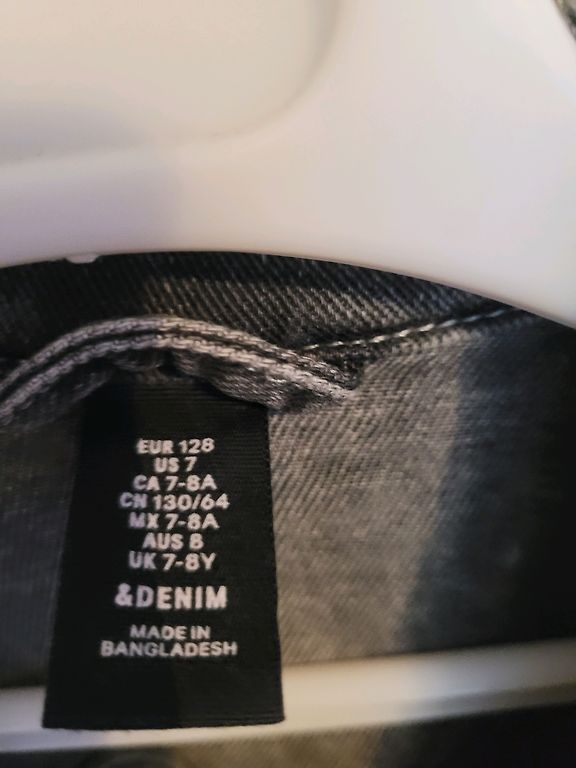 EUR 128
US 7
CA 7-8A
CN 130/64
MX 7-8A
AUS 8
UK 7-8Y
&DENIM
MADE IN
BANGLADESH